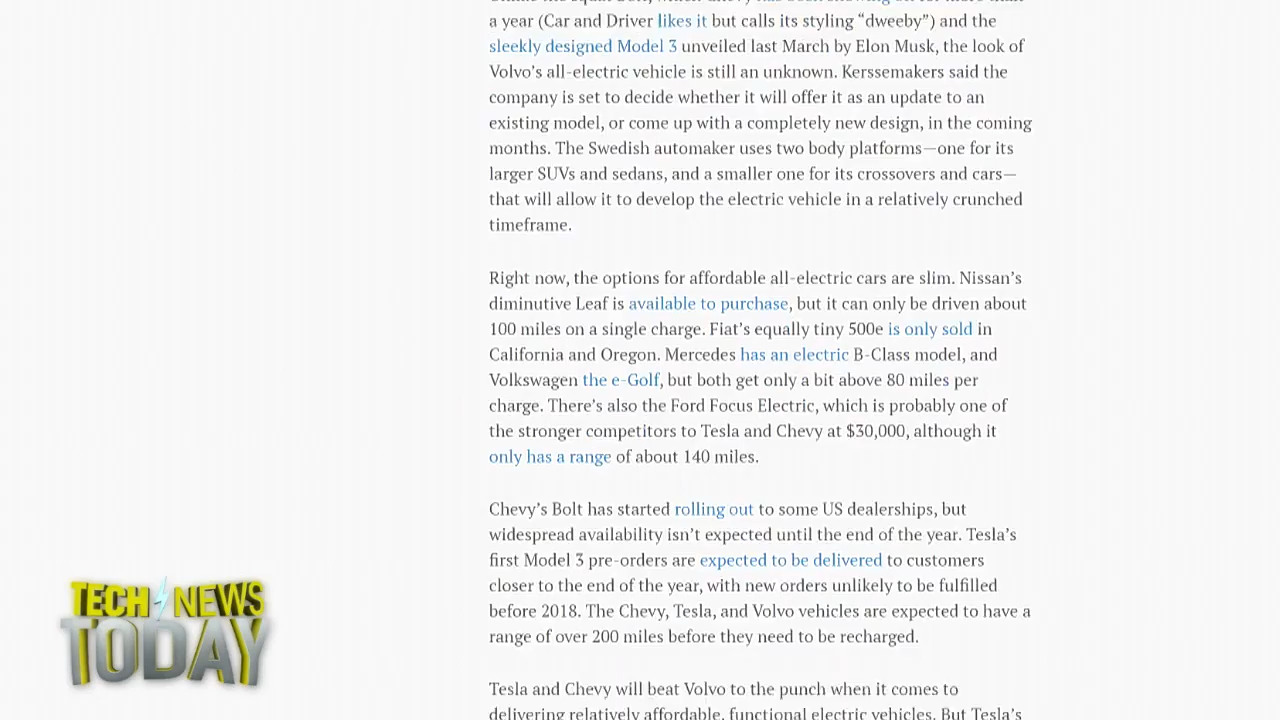 a year (Car and Driver likes it but calls its styling “dweeby”) and the
sleekly designed Model 3 unveiled last March by Elon Musk, the look of
Volvo’s all-electric vehicle is still an unknown. Kerssemakers said the
company is set to decide whether it will offer it as an update to an
existing model, or come up with a completely new design, in the coming
months. The Swedish automaker uses two body platforms—one for its
larger SUVs and sedans, and a smaller one for its crossovers and cars—
that will allow it to develop the electric vehicle in a relatively crunched
timeframe.
Right now, the options for affordable all-electric cars are slim. Nissan’s
diminutive Leaf is available to purchase, but it can only be driven about
100 miles on a single charge. Fiat’s equally tiny 500e is only sold in
California and Oregon. Mercedes has an electric B-Class model, and
Volkswagen the e-Golf, but both get only a bit above 80 miles per
charge. There’s also the Ford Focus Electric, which is probably one of
the stronger competitors to Tesla and Chevy at $30,000, although it
only has a range of about 140 miles.
Chevy’s Bolt has started rolling out to some US dealerships, but
widespread availability isn’t expected until the end of the year. Tesla’s
first Model 3 pre-orders are expected to be delivered to customers
closer to the end of the year, with new orders unlikely to be fulfilled
before 2018. The Chevy, Tesla, and Volvo vehicles are expected to have a
range of over 200 miles before they need to be recharged.
Tesla and Chevy will beat Volvo to the punch when it comes to
delivering relatively affordable, functional electric vehicles. But Tesla’s
TECH NEWS
TODAY